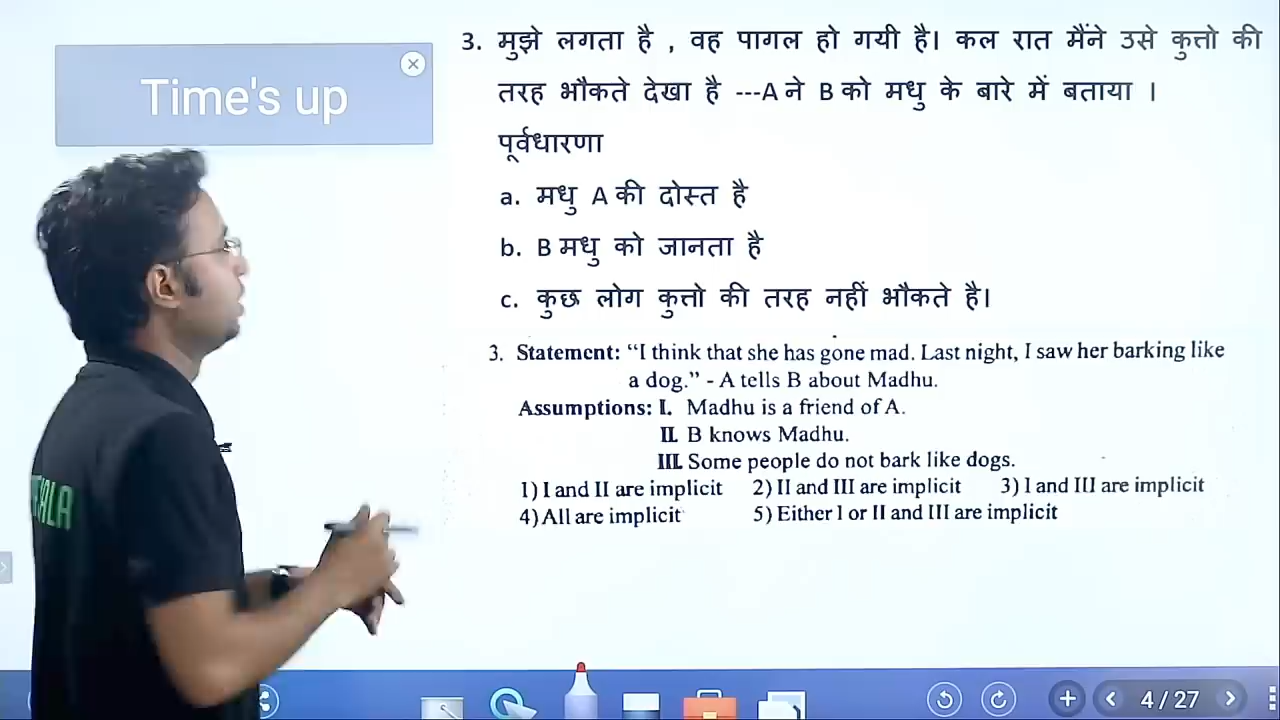 Time's up
3. मुझे लगता है , वह पागल हो गयी है। कल रात मैंने उसे कुत्तो की
तरह भौकते देखा है ---A ने B को मधु के बारे में बताया ।
पूर्वधारणा
a. मधु A की दोस्त है
b. B मधु को जानता है
c. कुछ लोग कुत्तो की तरह नहीं भौकते है।
3. Statement: “I think that she has gone mad. Last night, I saw her barking like
a dog.” - A tells B about Madhu.
Assumptions: I. Madhu is a friend of A.
II. B knows Madhu.
III. Some people do not bark like dogs.
1) I and II are implicit 2) II and III are implicit 3) I and III are implicit
4) All are implicit 5) Either I or II and III are implicit
4 / 27